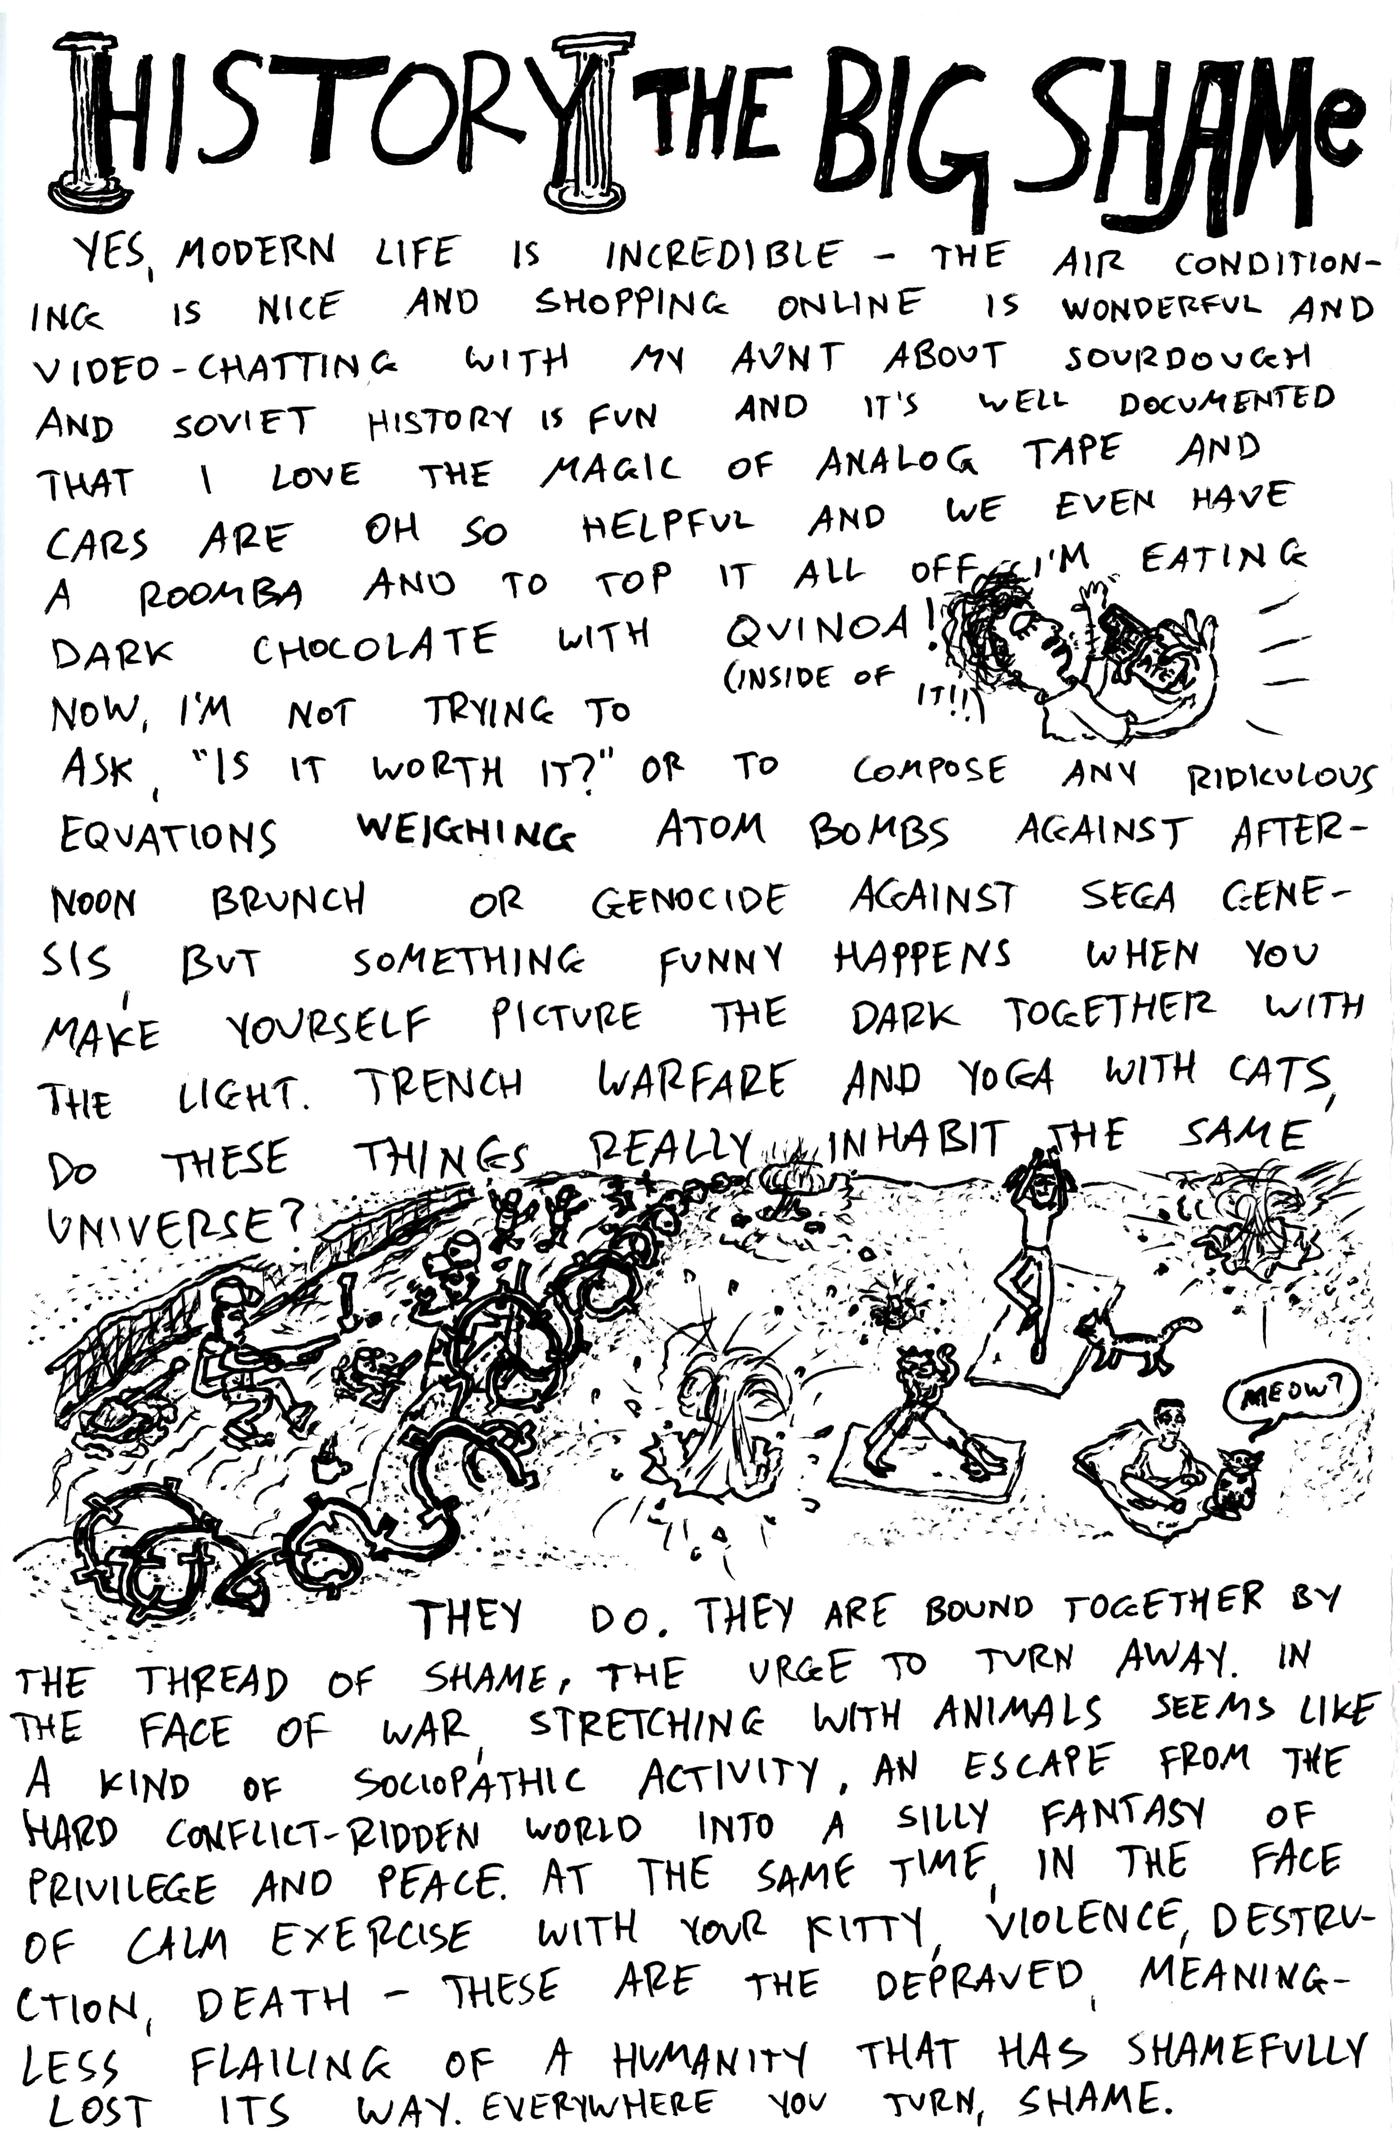 HISTORY THE BIG SHAMe
YES, MODERN LIFE IS INCREDIBLE - THE AIR CONDITION-
ING IS NICE AND SHOPPING ONLINE IS WONDERFUL AND
VIDEO-CHATTING WITH MY AUNT ABOUT SOURDOUGH
AND SOVIET HISTORY IS FUN AND IT'S WELL DOCUMENTED
THAT I LOVE THE MAGIC OF ANALOG TAPE AND
CARS ARE OH SO HELPFUL AND WE EVEN HAVE
A ROOMBA AND TO TOP IT ALL OFF I'M EATING
DARK CHOCOLATE WITH QUINOA!
(INSIDE OF IT!!)
NOW, I'M NOT TRYING TO
ASK, "IS IT WORTH IT?" OR TO COMPOSE ANY RIDICULOUS
EQUATIONS WEIGHING ATOM BOMBS AGAINST AFTER-
NOON BRUNCH OR GENOCIDE AGAINST SEGA GENE-
SIS, BUT SOMETHING FUNNY HAPPENS WHEN YOU
MAKE YOURSELF PICTURE THE DARK TOGETHER WITH
THE LIGHT. TRENCH WARFARE AND YOGA WITH CATS,
DO THESE THINGS REALLY INHABIT THE SAME
UNIVERSE?
MEOW?
THEY DO. THEY ARE BOUND TOGETHER BY
THE THREAD OF SHAME, THE URGE TO TURN AWAY. IN
THE FACE OF WAR, STRETCHING WITH ANIMALS SEEMS LIKE
A KIND OF SOCIOPATHIC ACTIVITY, AN ESCAPE FROM THE
HARD CONFLICT-RIDDEN WORLD INTO A SILLY FANTASY OF
PRIVILEGE AND PEACE. AT THE SAME TIME, IN THE FACE
OF CALM EXERCISE WITH YOUR KITTY, VIOLENCE, DESTRU-
CTION, DEATH - THESE ARE THE DEPRAVED, MEANING-
LESS FLAILING OF A HUMANITY THAT HAS SHAMEFULLY
LOST ITS WAY. EVERYWHERE YOU TURN, SHAME.